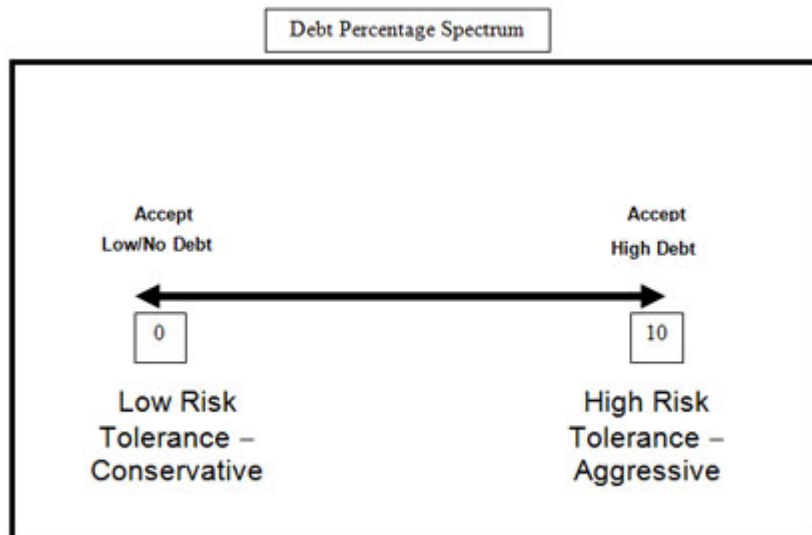 Debt Percentage Spectrum
Accept
Low/No Debt
Accept
High Debt
0
10
Low Risk
Tolerance –
Conservative
High Risk
Tolerance –
Aggressive